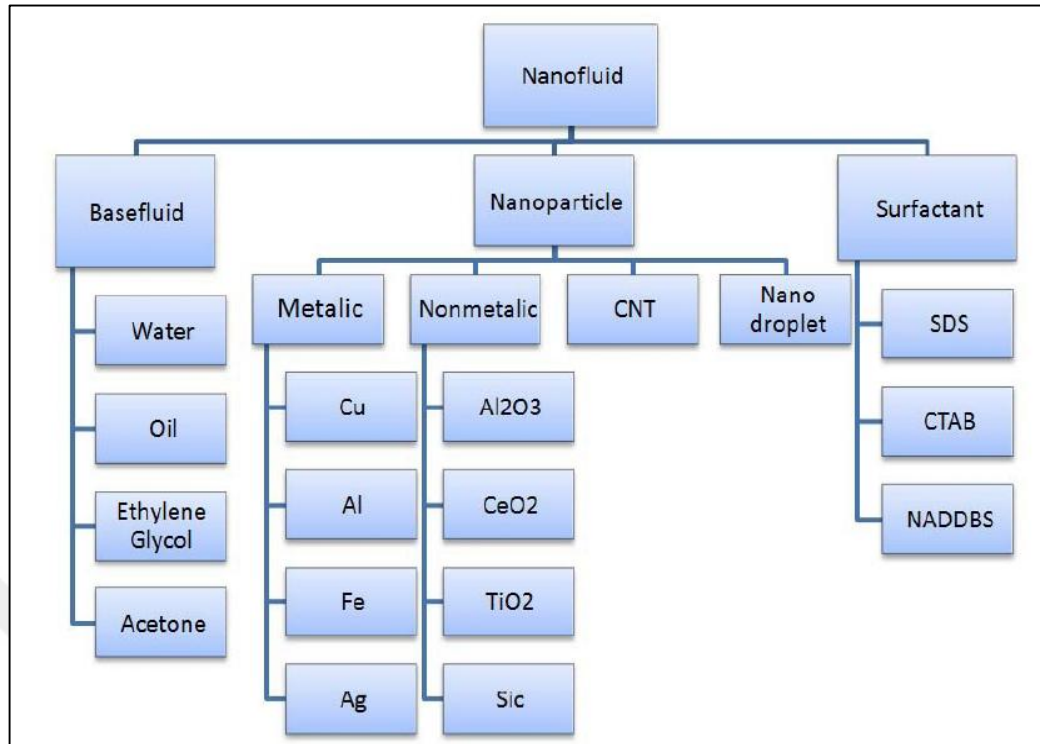 Nanofluid
Basefluid
Nanoparticle
Surfactant
Metalic
Nonmetalic
CNT
Nano
droplet
Water
Oil
Ethylene
Glycol
Acetone
Cu
Al
Fe
Ag
Al2O3
CeO2
TiO2
Sic
SDS
CTAB
NADDBS